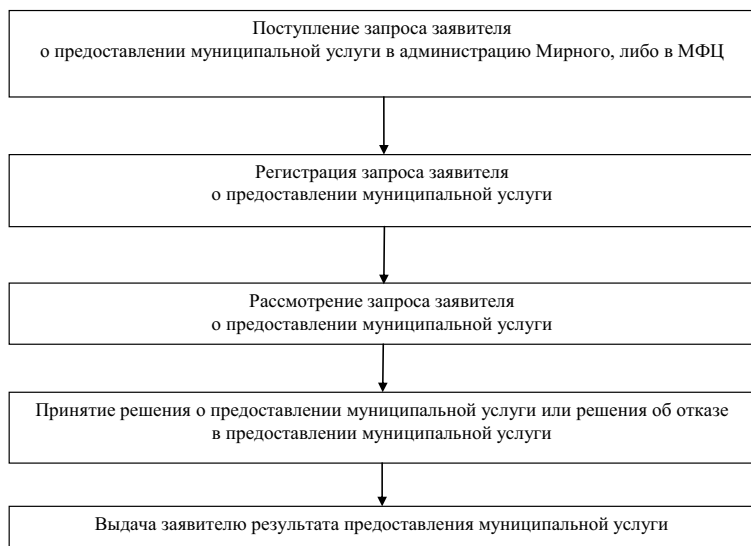 Поступление запроса заявителя
о предоставлении муниципальной услуги в администрацию Мирного, либо в МФЦ
Регистрация запроса заявителя
о предоставлении муниципальной услуги
Рассмотрение запроса заявителя
о предоставлении муниципальной услуги
Принятие решения о предоставлении муниципальной услуги или решения об отказе
в предоставлении муниципальной услуги
Выдача заявителю результата предоставления муниципальной услуги